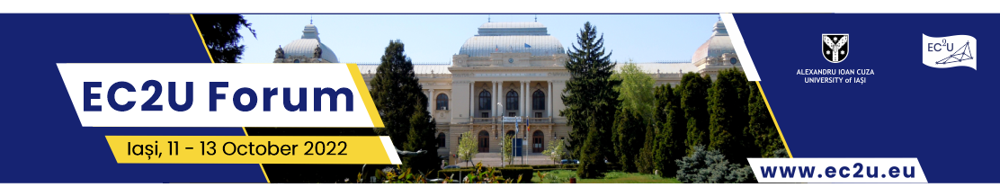 EC2U Forum
Iași, 11 - 13 October 2022
ALEXANDRU IOAN CUZA
UNIVERSITY of IAȘI
EC2U
www.ec2u.eu